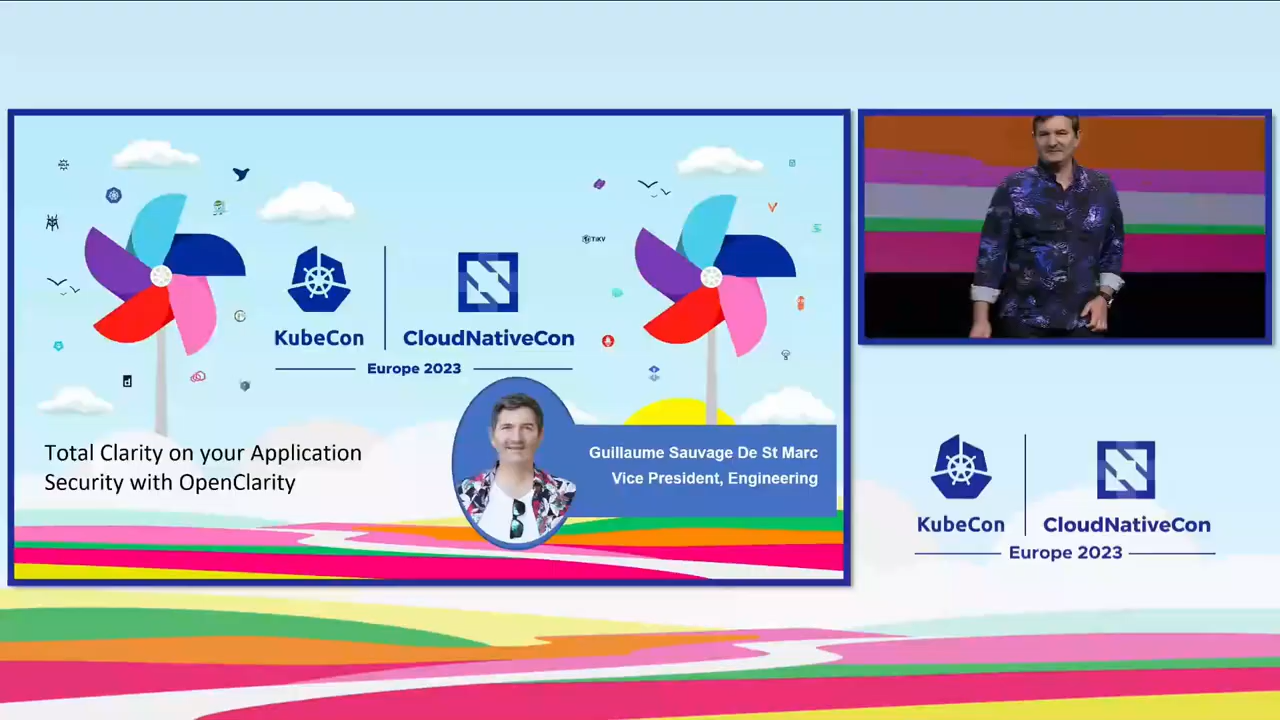 TiKV
KubeCon
CloudNativeCon
Europe 2023
Total Clarity on your Application
Security with OpenClarity
Guillaume Sauvage De St Marc
Vice President, Engineering
KubeCon
CloudNativeCon
Europe 2023